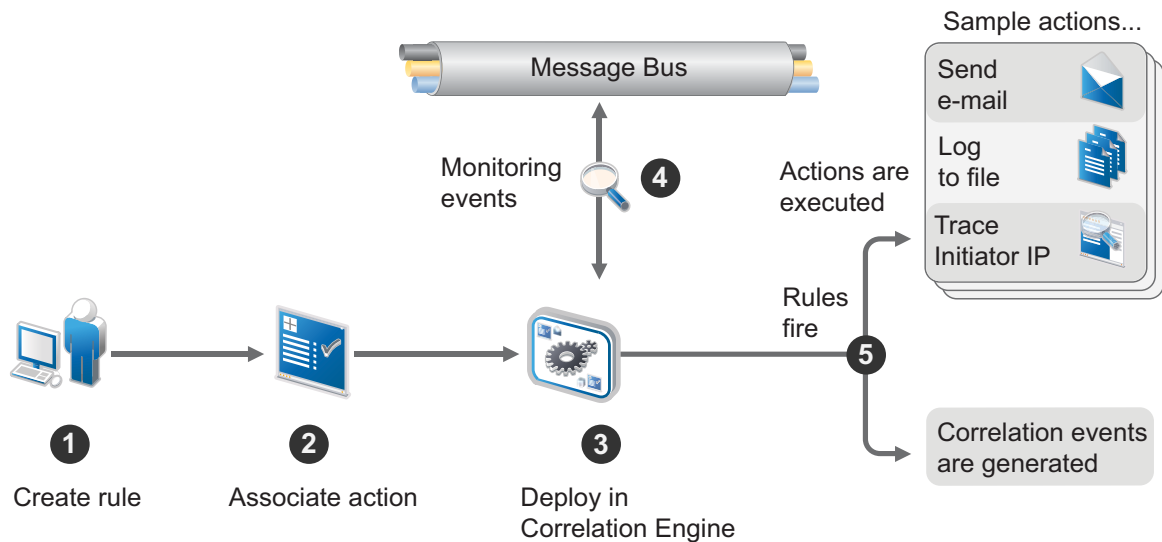 Sample actions...
Message Bus
Send
e-mail
Log
to file
Trace
Initiator IP
Monitoring
events
4
Actions are
executed
Rules
fire
5
1
Create rule
2
Associate action
3
Deploy in
Correlation Engine
Correlation events
are generated